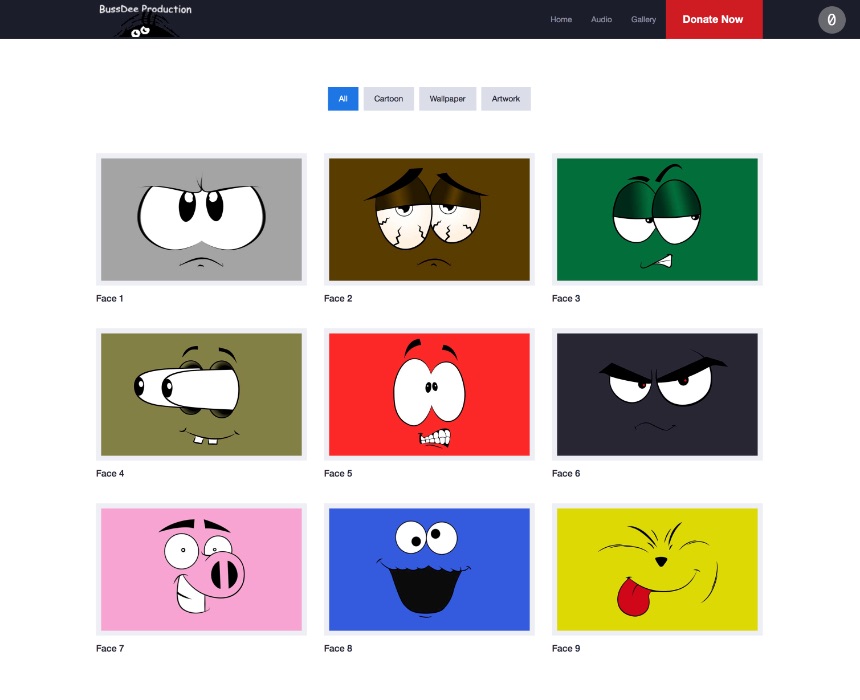 BussDee Production
Home Audio Gallery Donate Now 0
All Cartoon Wallpaper Artwork
Face 1 Face 2 Face 3
Face 4 Face 5 Face 6
Face 7 Face 8 Face 9